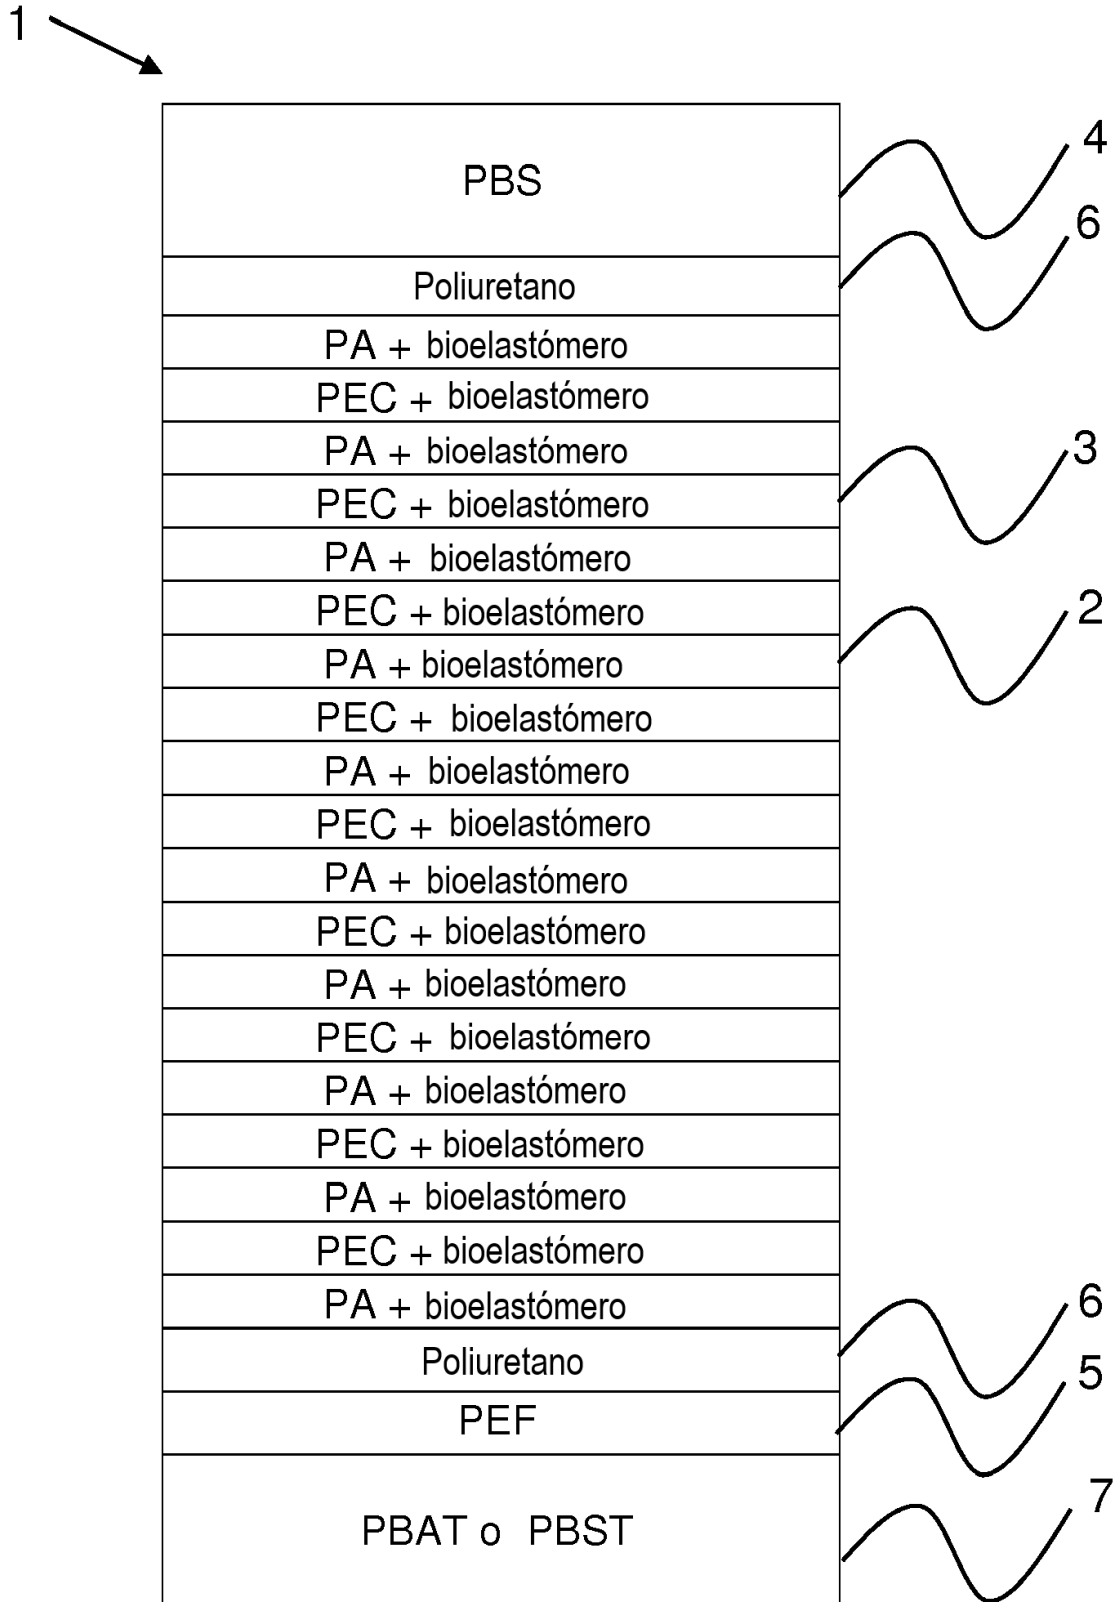 1
PBS 4
Poliuretano 6
PA + bioelastómero
PEC + bioelastómero
PA + bioelastómero 3
PEC + bioelastómero
PA + bioelastómero
PEC + bioelastómero 2
PA + bioelastómero
PEC + bioelastómero
PA + bioelastómero
PEC + bioelastómero
PA + bioelastómero
PEC + bioelastómero
PA + bioelastómero
PEC + bioelastómero
PA + bioelastómero
PEC + bioelastómero
PA + bioelastómero
PEC + bioelastómero
PA + bioelastómero 6
Poliuretano 5
PEF
PBAT o PBST 7